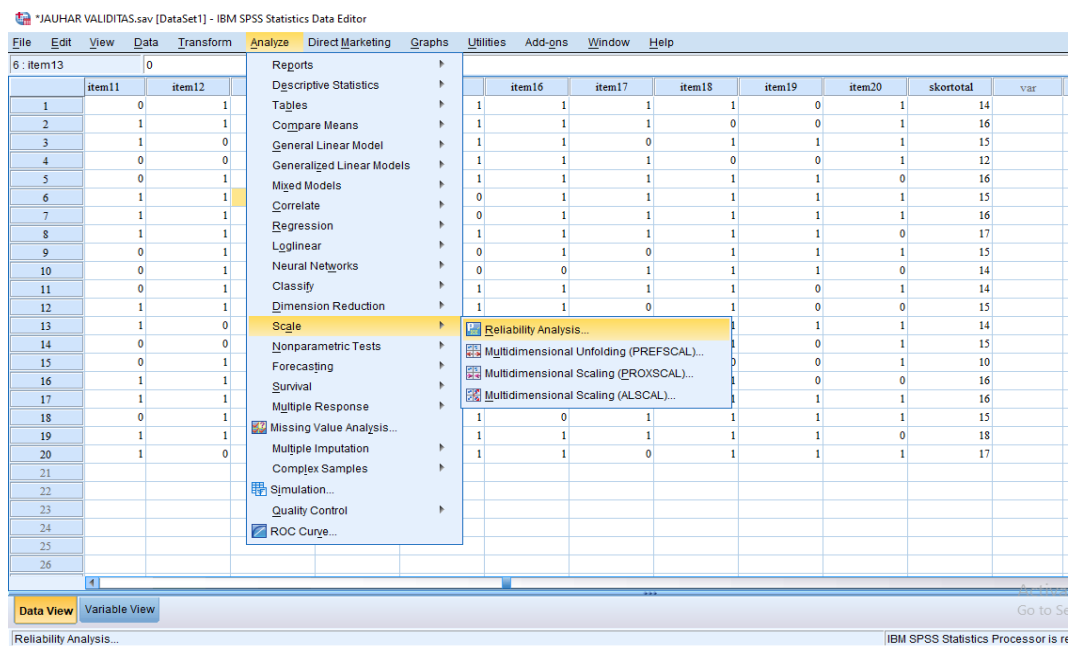 *JAUHAR VALIDITAS.sav [DataSet1] - IBM SPSS Statistics Data Editor
File Edit View Data Transform Analyze Direct Marketing Graphs Utilities Add-ons Window Help
6 : item13 0
item11 item12 item16 item17 item18 item19 item20 skortotal var
1 0 1 1 1 1 1 0 1 14
2 1 1 1 1 1 0 0 1 16
3 1 0 1 1 0 1 1 1 15
4 0 0 1 1 1 0 0 1 12
5 0 1 1 1 1 1 1 0 16
6 1 1 0 1 1 1 1 1 15
7 1 1 0 1 1 1 1 1 16
8 1 1 1 1 1 1 1 0 17
9 0 1 0 1 0 1 1 1 15
10 0 1 0 0 1 1 1 0 14
11 0 1 1 1 1 1 0 1 14
12 1 1 1 1 0 1 0 1 15
13 1 0 1 1 1 14
14 0 0 1 0 1 15
15 0 1 0 0 1 10
16 1 1 1 0 0 16
17 1 1 1 1 1 16
18 0 1 1 0 1 1 1 1 15
19 1 1 1 1 1 1 1 0 18
20 1 0 1 1 0 1 1 1 17
21
22
23
24
25
26
Reports
Descriptive Statistics
Tables
Compare Means
General Linear Model
Generalized Linear Models
Mixed Models
Correlate
Regression
Loglinear
Neural Networks
Classify
Dimension Reduction
Scale
Nonparametric Tests
Forecasting
Survival
Multiple Response
Missing Value Analysis...
Multiple Imputation
Complex Samples
Simulation...
Quality Control
ROC Curve...
Reliability Analysis...
Multidimensional Unfolding (PREFSCAL)...
Multidimensional Scaling (PROXSCAL)...
Multidimensional Scaling (ALSCAL)...
Go to Se
Data View Variable View
Reliability Analysis... IBM SPSS Statistics Processor is re